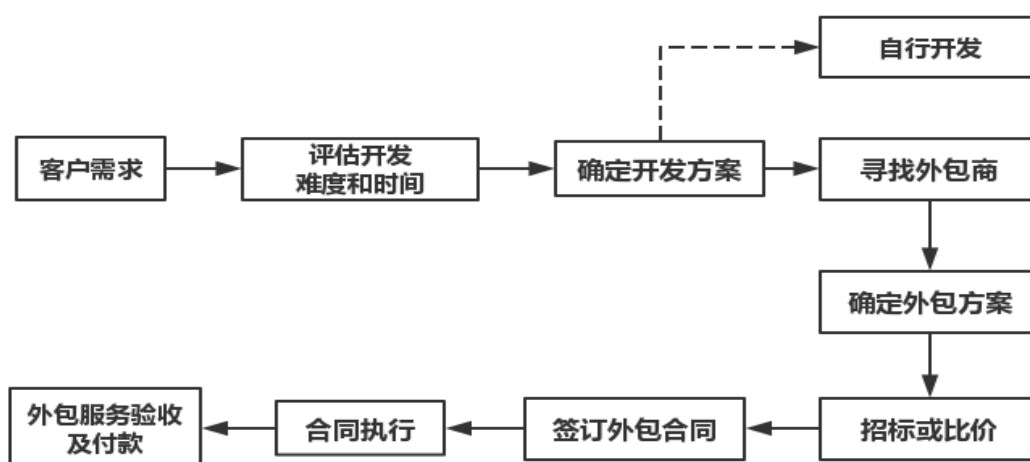 自行开发
客户需求
评估开发
难度和时间
确定开发方案
寻找外包商
确定外包方案
招标或比价
签订外包合同
合同执行
外包服务验收
及付款